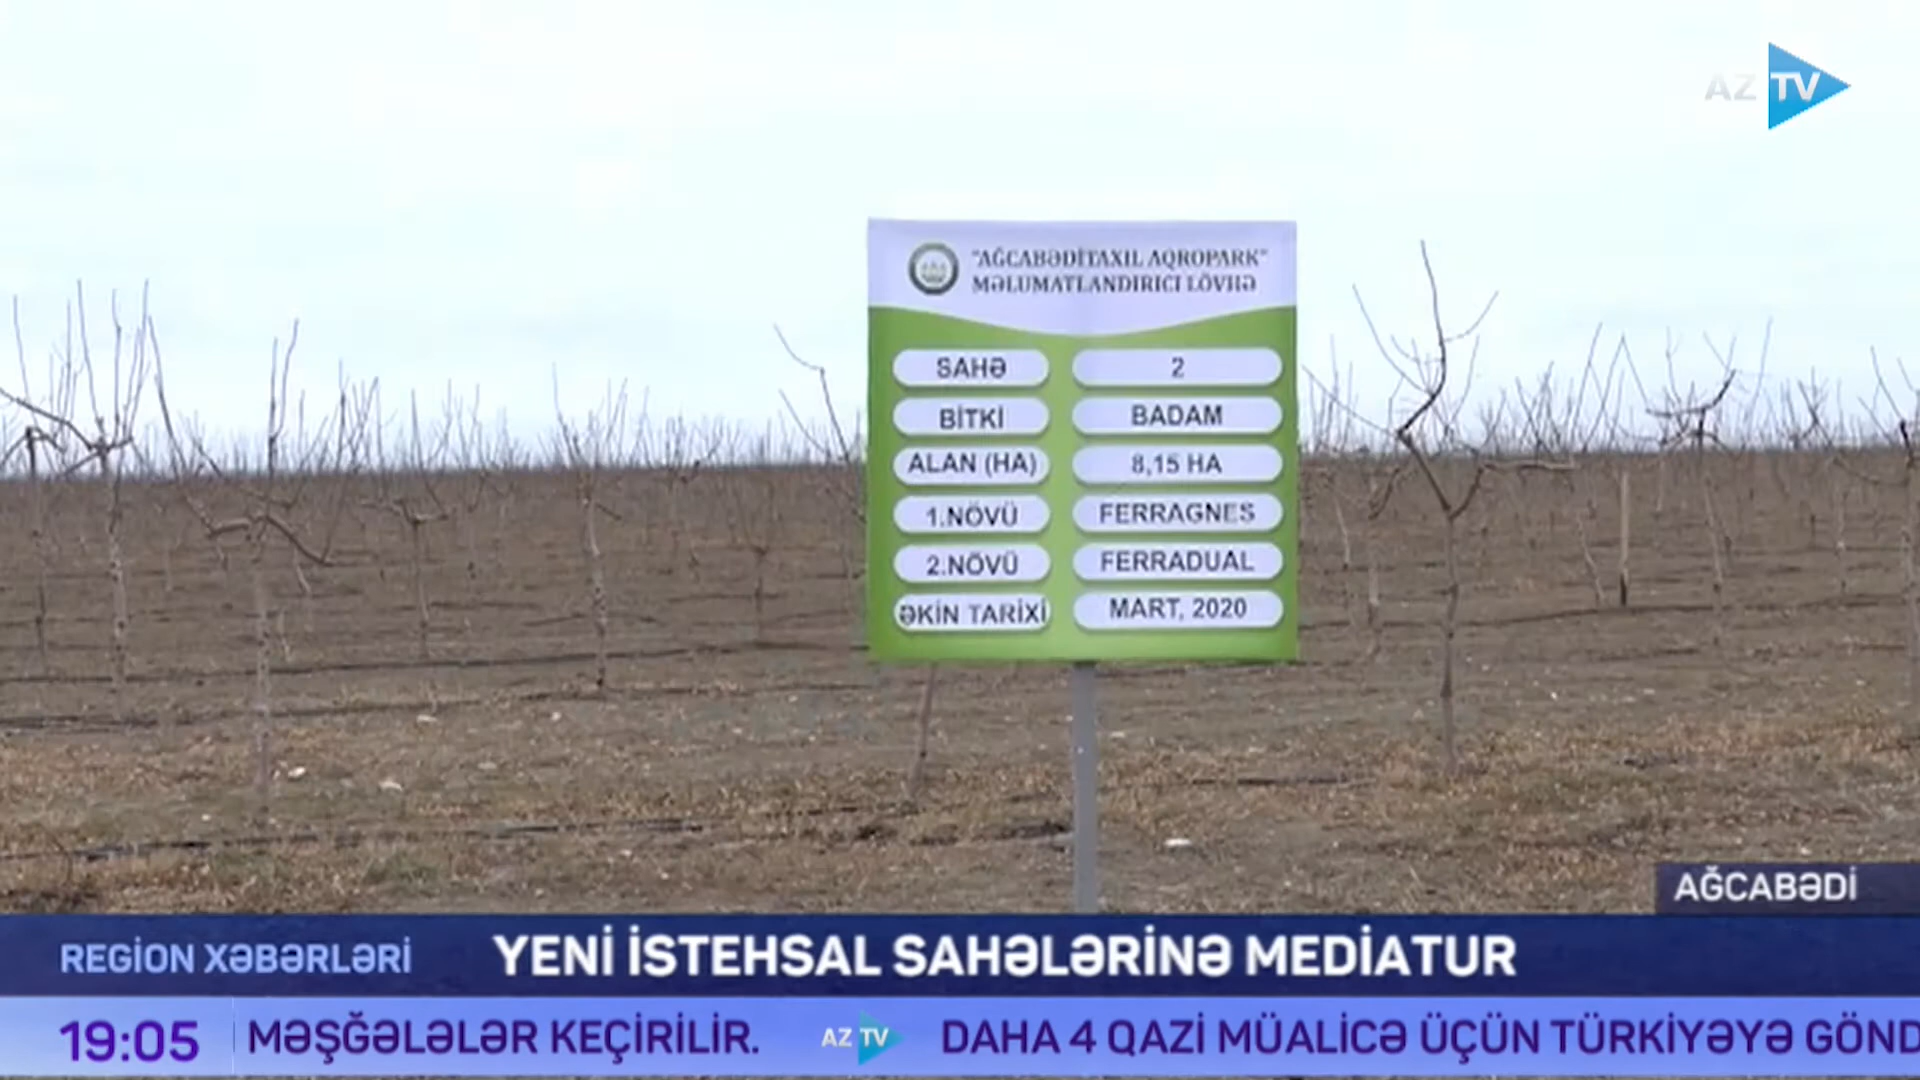 AZ TV
"AĞCABƏDİTAXIL AQROPARK"
MƏLUMATLANDIRICI LÖVHƏ
SAHƏ 2
BİTKİ BADAM
ALAN (HA) 8,15 HA
1.NÖVÜ FERRAGNES
2.NÖVÜ FERRADUAL
ƏKİN TARİXİ MART, 2020
AĞCABƏDİ
REGİON XƏBƏRLƏRİ YENİ İSTEHSAL SAHƏLƏRİNƏ MEDİATUR
19:05 MƏŞĞƏLƏLƏR KEÇİRİLİR. AZ TV DAHA 4 QAZİ MÜALİCƏ ÜÇÜN TÜRKİYƏYƏ GÖND